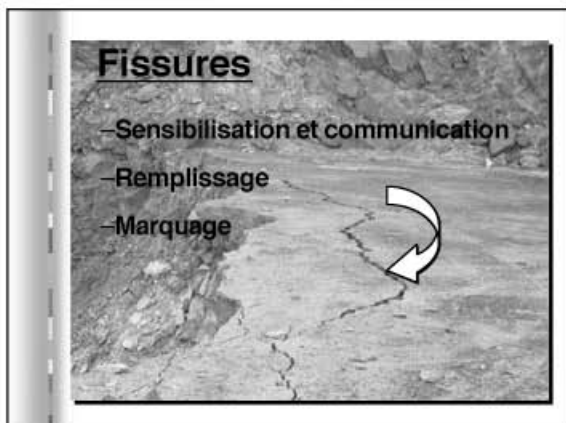 Fissures
–Sensibilisation et communication
–Remplissage
–Marquage